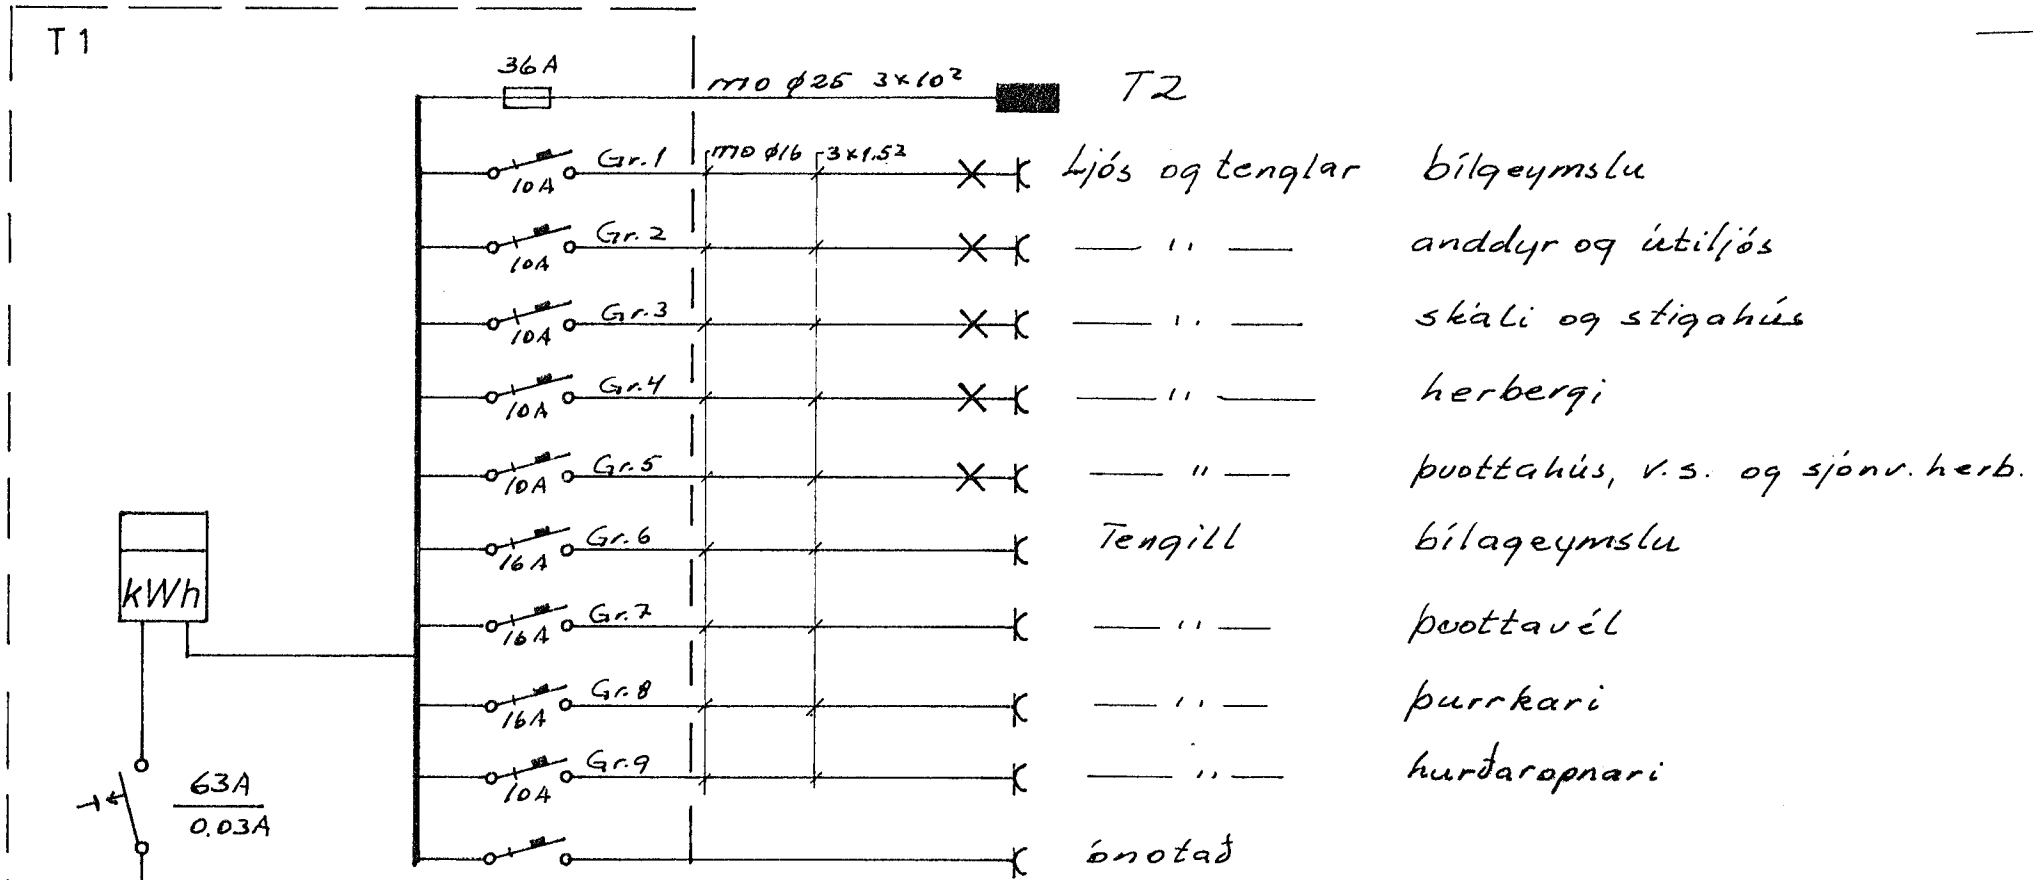 T1
36A mo ø25 3×10² T2
Gr.1 mo ø16 3×1.5² Ljós og tenglar bílgeymslu
10A
Gr.2 — " — anddyr og útiljós
10A
Gr.3 — " — skáli og stigahús
10A
Gr.4 — " — herbergi
10A
Gr.5 — " — þvottahús, v.s. og sjónv. herb.
10A
Gr.6 Tengill bílageymslu
16A
kWh
Gr.7 — " — þvottavél
16A
Gr.8 — " — þurrkari
16A
Gr.9 — " — hurðaropnari
10A
63A
0.03A
ónotað